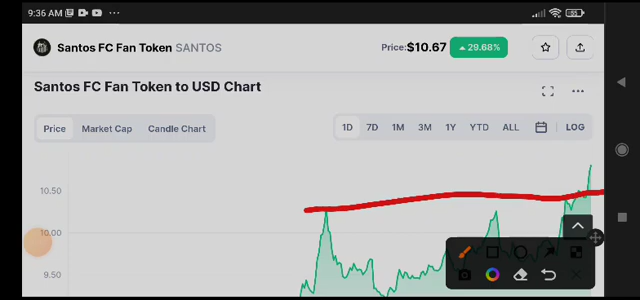 9:36 AM
Santos FC Fan Token SANTOS
Price:$10.67 29.68%
Santos FC Fan Token to USD Chart
Price Market Cap Candle Chart
1D 7D 1M 3M 1Y YTD ALL LOG
10.50
10.00
9.50